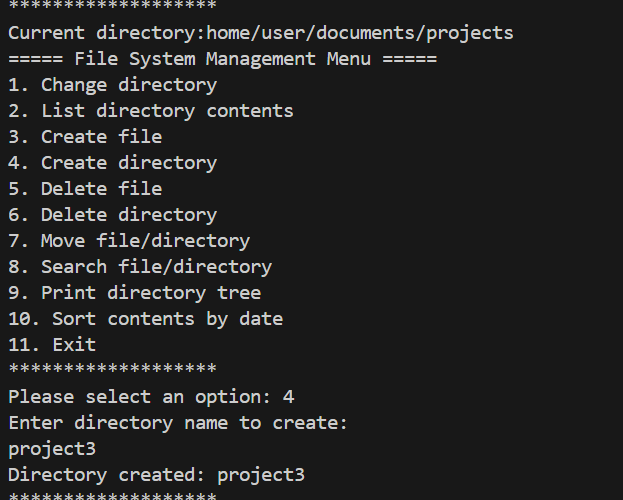 *******************
Current directory:home/user/documents/projects
===== File System Management Menu =====
1. Change directory
2. List directory contents
3. Create file
4. Create directory
5. Delete file
6. Delete directory
7. Move file/directory
8. Search file/directory
9. Print directory tree
10. Sort contents by date
11. Exit
*******************
Please select an option: 4
Enter directory name to create:
project3
Directory created: project3
*******************